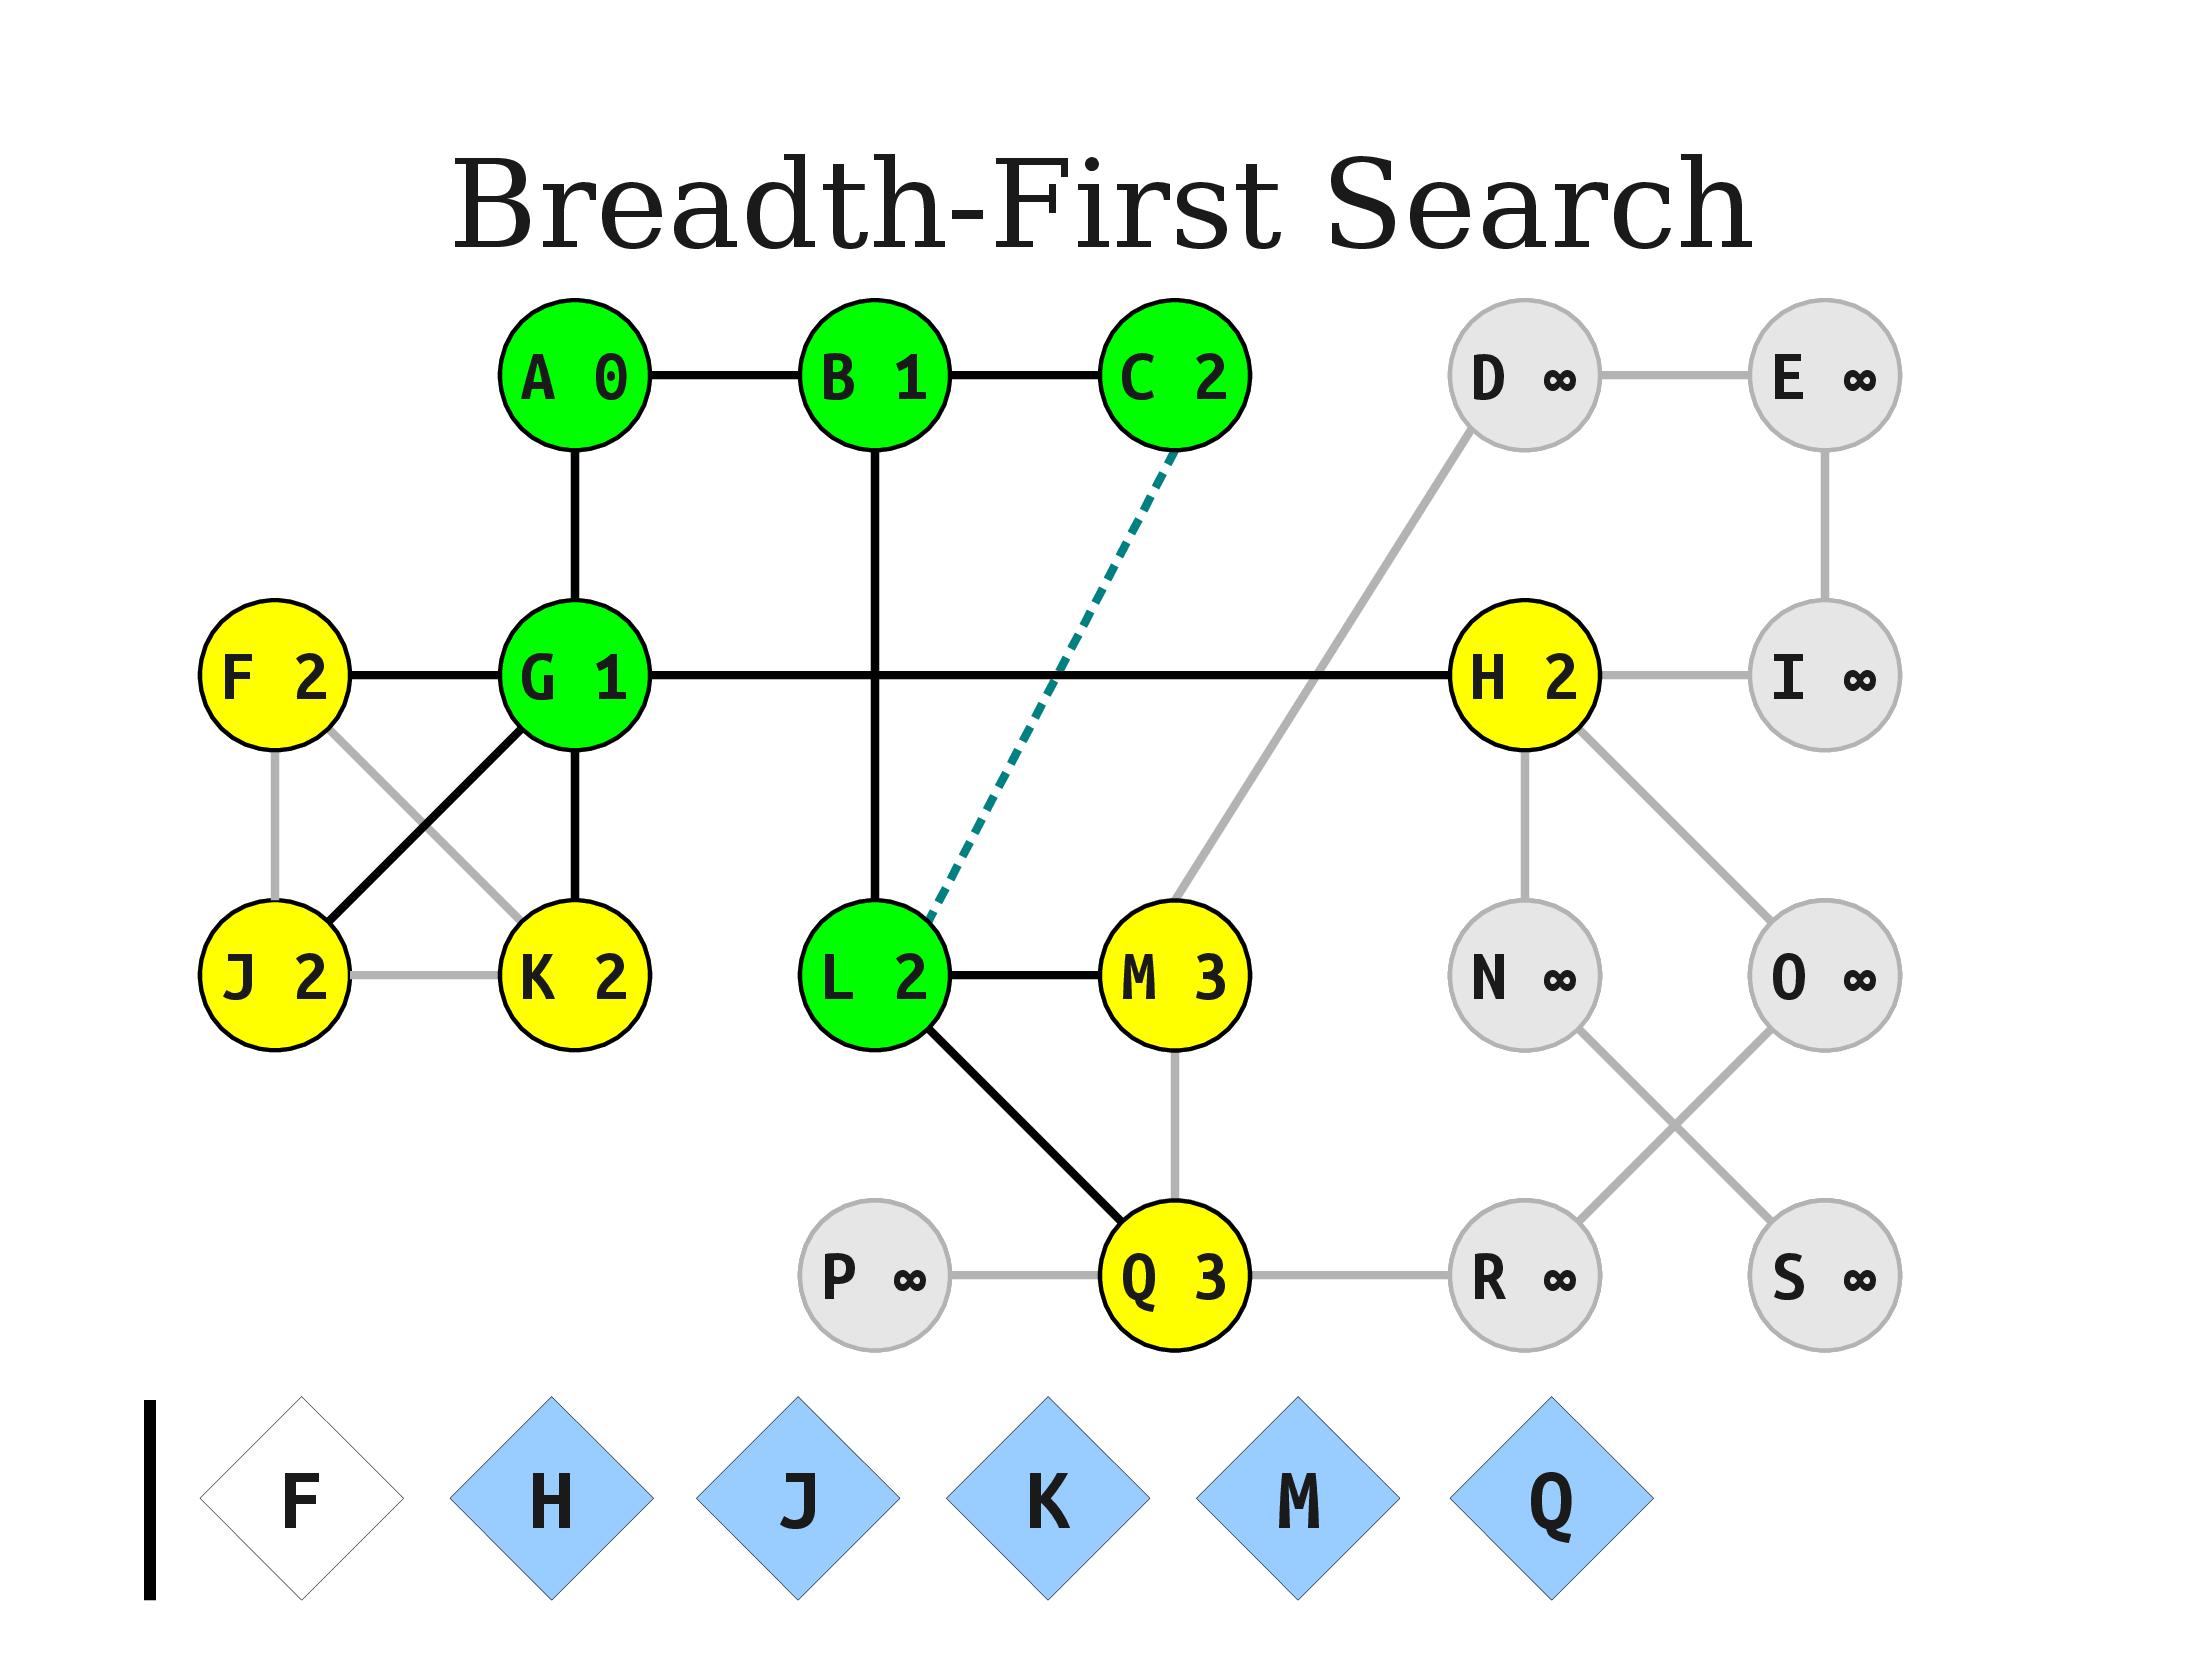 Breadth-First Search
A 0 B 1 C 2 D ∞ E ∞
F 2 G 1 H 2 I ∞
J 2 K 2 L 2 M 3 N ∞ O ∞
P ∞ Q 3 R ∞ S ∞
F H J K M Q